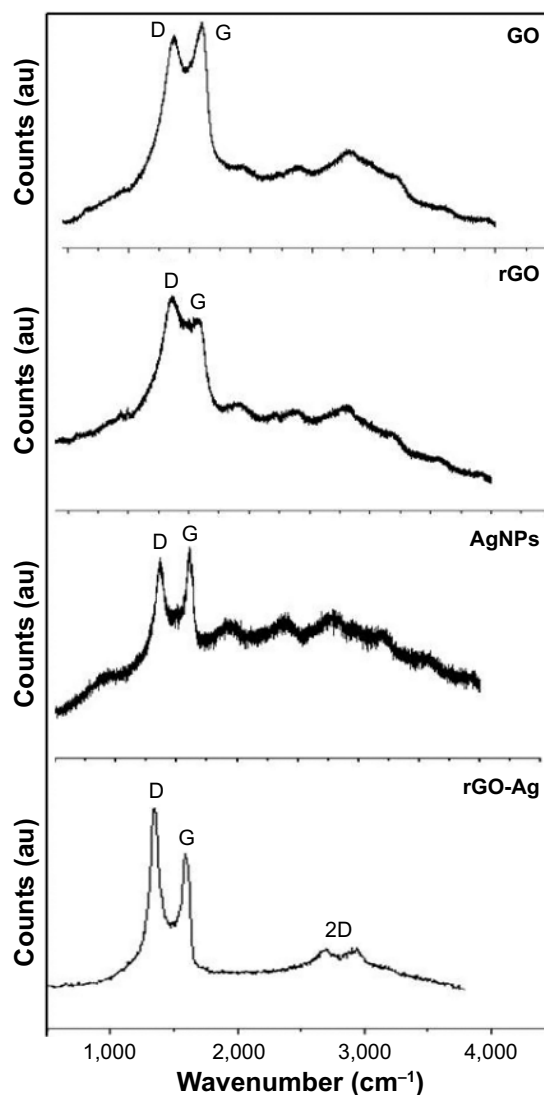 D
G
GO
Counts (au)
D
G
rGO
Counts (au)
D
G
AgNPs
Counts (au)
D
G
2D
rGO-Ag
Counts (au)
1,000 2,000 3,000 4,000
Wavenumber (cm⁻¹)